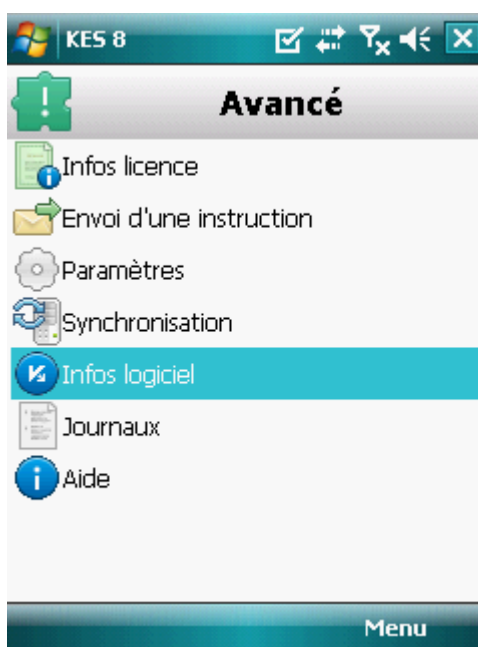 KES 8
Avancé
Infos licence
Envoi d'une instruction
Paramètres
Synchronisation
Infos logiciel
Journaux
Aide
Menu